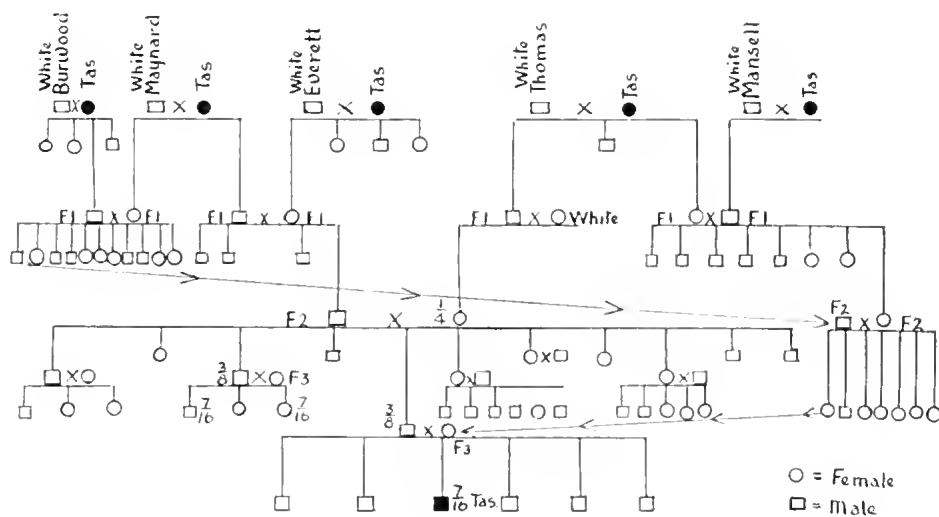 White Burwood X Tas
White Maynard X Tas
White Everett X Tas
White Thomas X Tas
White Mansell X Tas
F1 X F1
F1 X F1
F1 X White
F1 X F1
F2 X 1/4
F2 X F2
X
3/8 X F3
X
X
X
7/16 7/16
3/8 X F3
7/16 Tas.
○ = Female
□ = Male